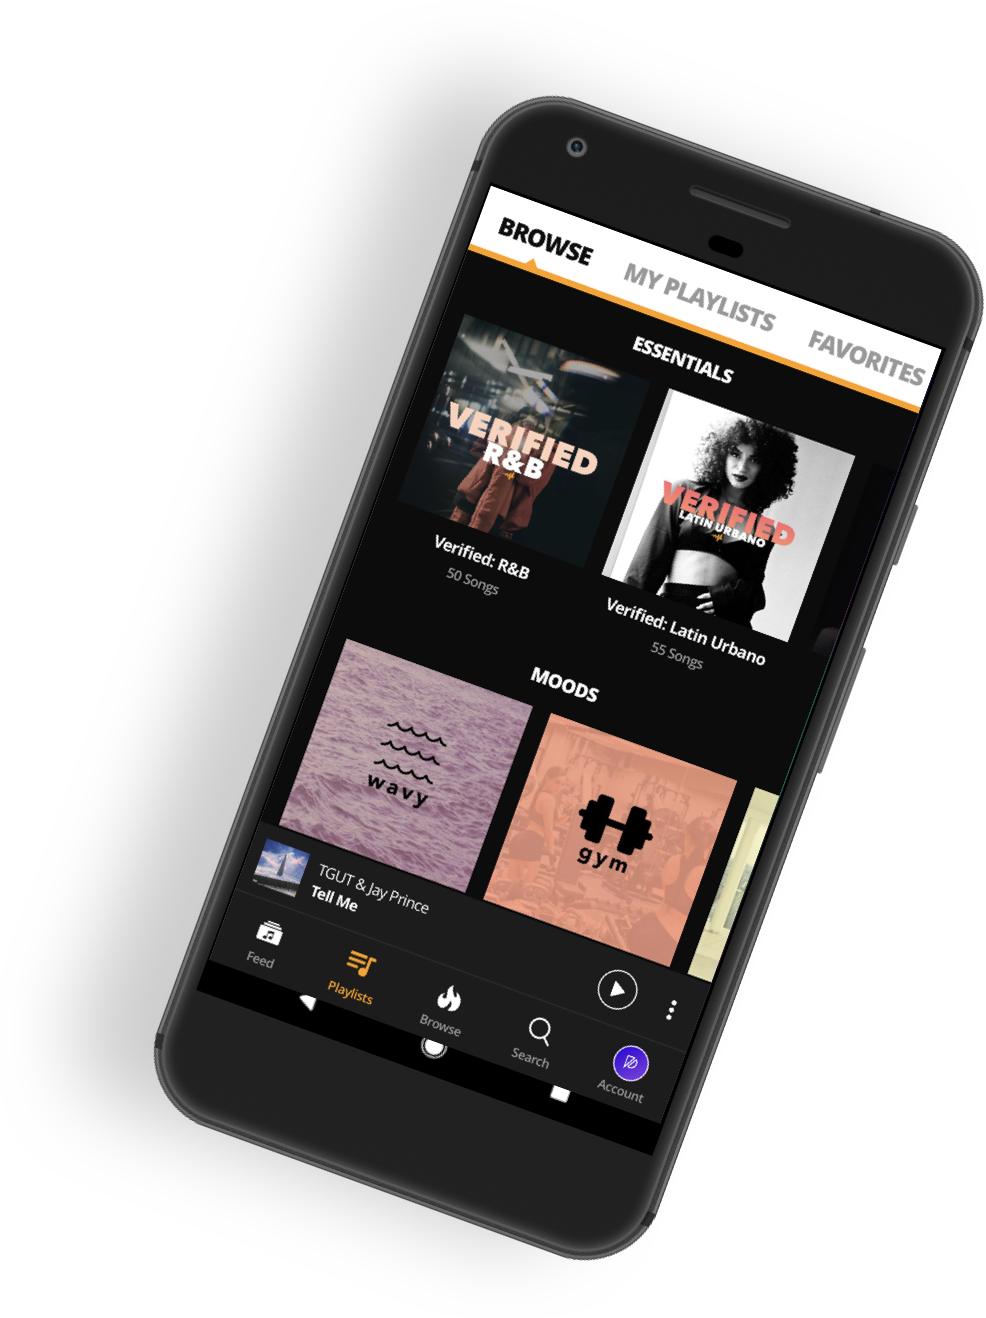 BROWSE
MY PLAYLISTS
FAVORITES
ESSENTIALS
VERIFIED
R&B
VERIFIED
LATIN URBANO
Verified: R&B
50 Songs
Verified: Latin Urbano
55 Songs
MOODS
wavy
gym
TGUT & Jay Prince
Tell Me
Feed
Playlists
Browse
Search
Account